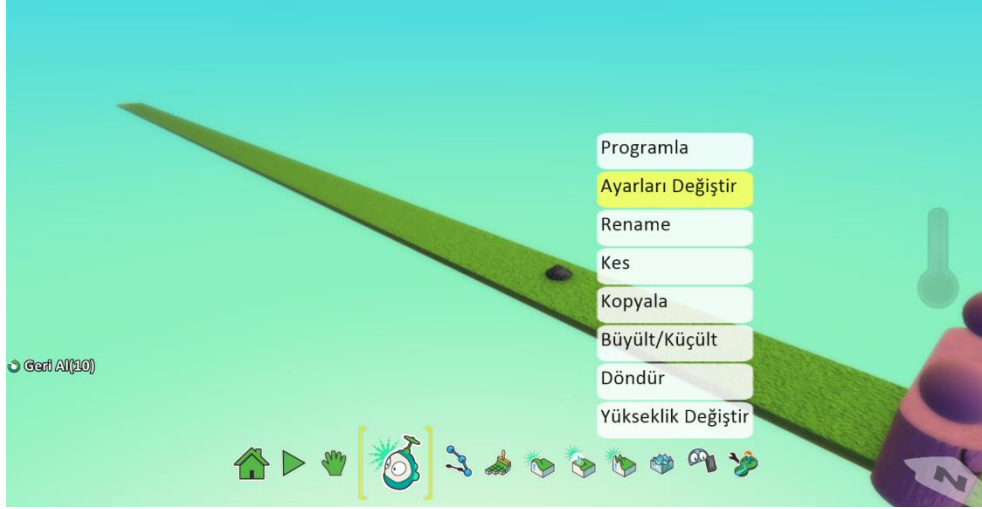 Programla
Ayarları Değiştir
Rename
Kes
Kopyala
Büyült/Küçült
Döndür
Yükseklik Değiştir
Geri Al(10)
N